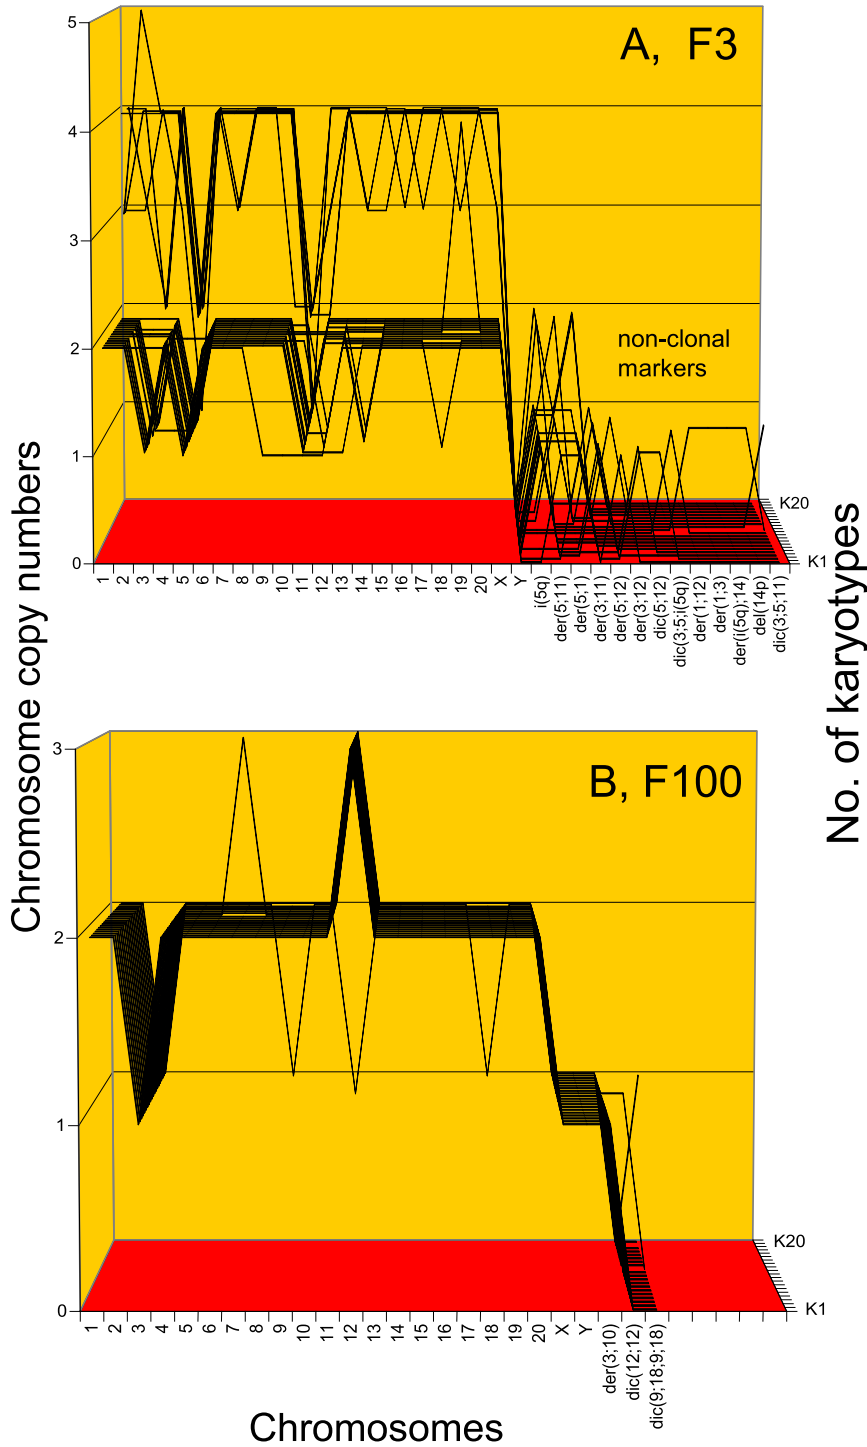 Chromosome copy numbers
No. of karyotypes
A, F3
5
4
3
2
1
0
non-clonal
markers
K20
K1
1
2
3
4
5
6
7
8
9
10
11
12
13
14
15
16
17
18
19
20
X
Y
i(5q)
der(5;11)
der(5;1)
der(3;11)
der(5;12)
der(3;12)
dic(5;12)
dic(3;5;i(5q))
der(1;12)
der(1;3)
der(i(5q);14)
del(14p)
dic(3;5;11)
B, F100
3
2
1
0
K20
K1
1
2
3
4
5
6
7
8
9
10
11
12
13
14
15
16
17
18
19
20
X
Y
der(3;10)
dic(12;12)
dic(9;18;9;18)
Chromosomes